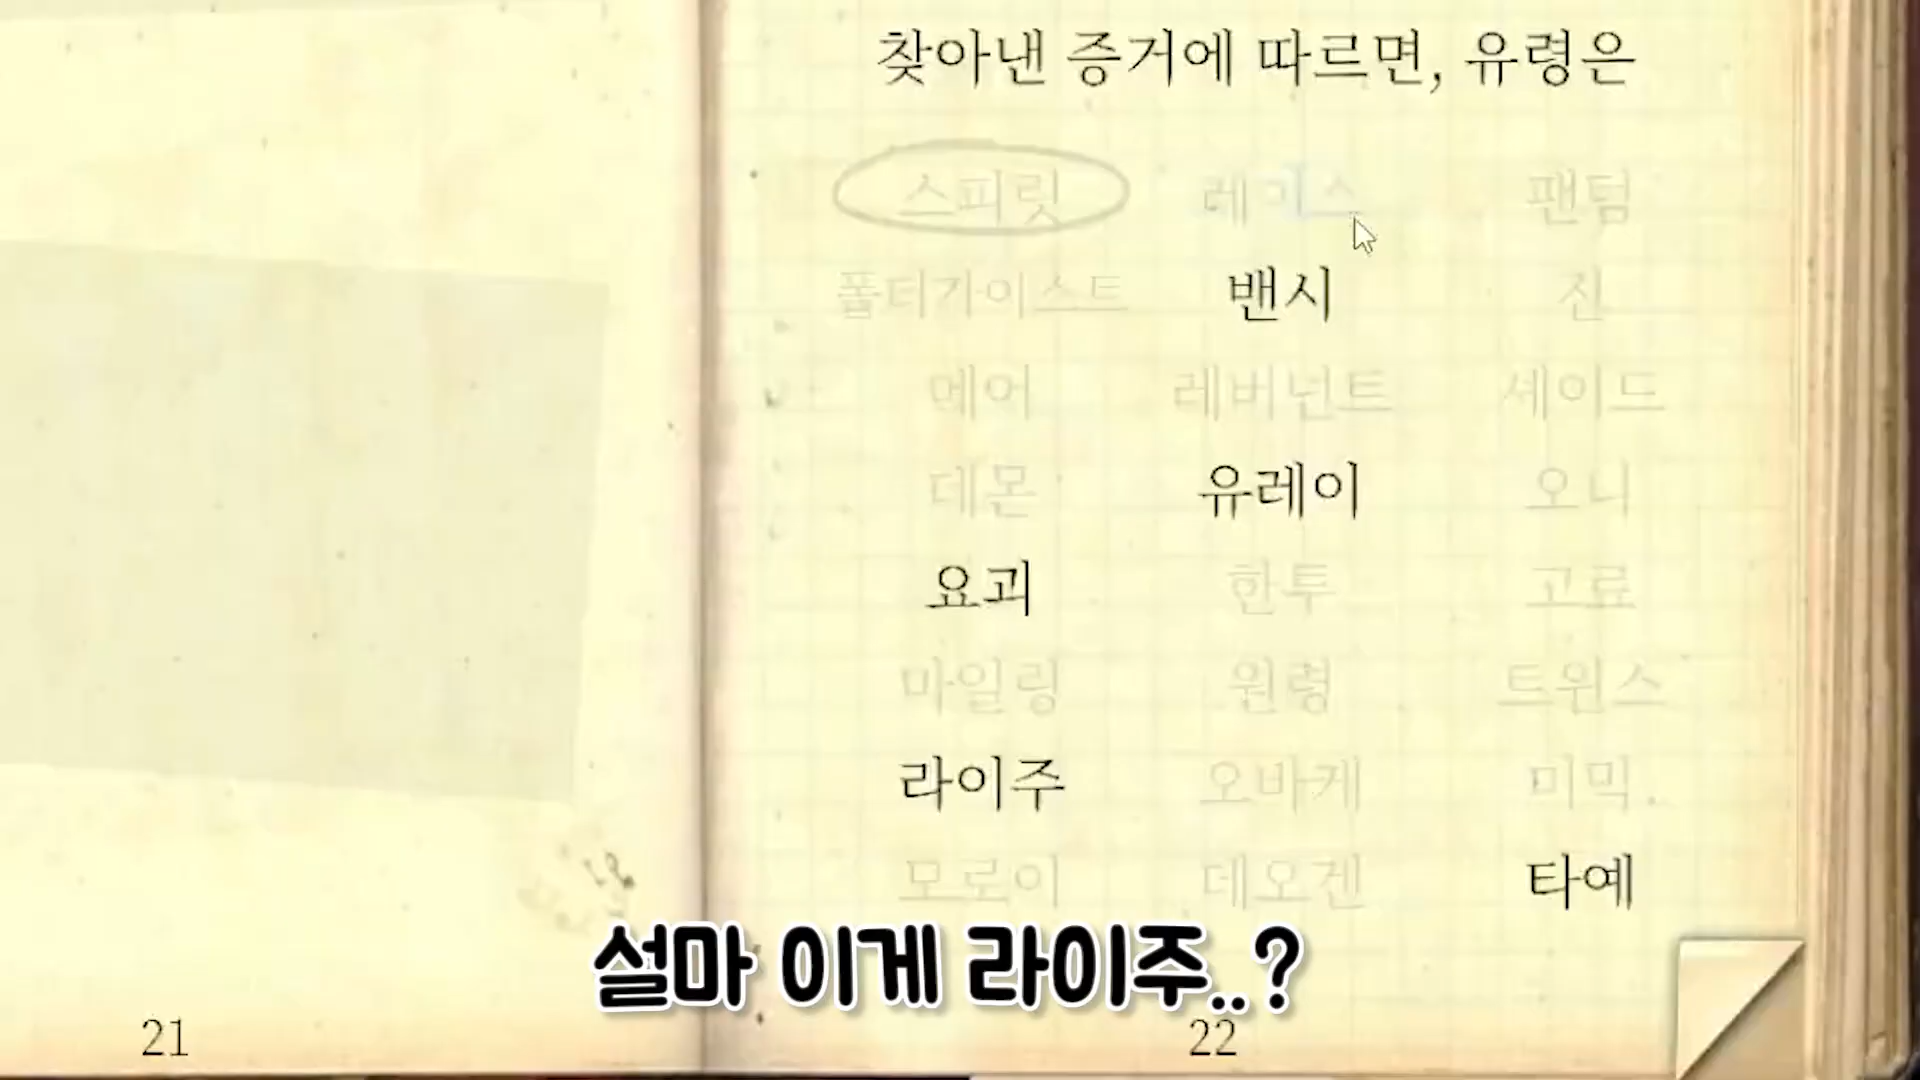 찾아낸 증거에 따르면, 유령은
스피릿 레이스 팬텀
폴터가이스트 밴시 진
메어 레버넌트 셰이드
데몬 유레이 오니
요괴 한투 고료
마일링 원령 트윈스
라이주 오바케 미믹
모로이 데오겐 타예
설마 이게 라이주..?
21 22